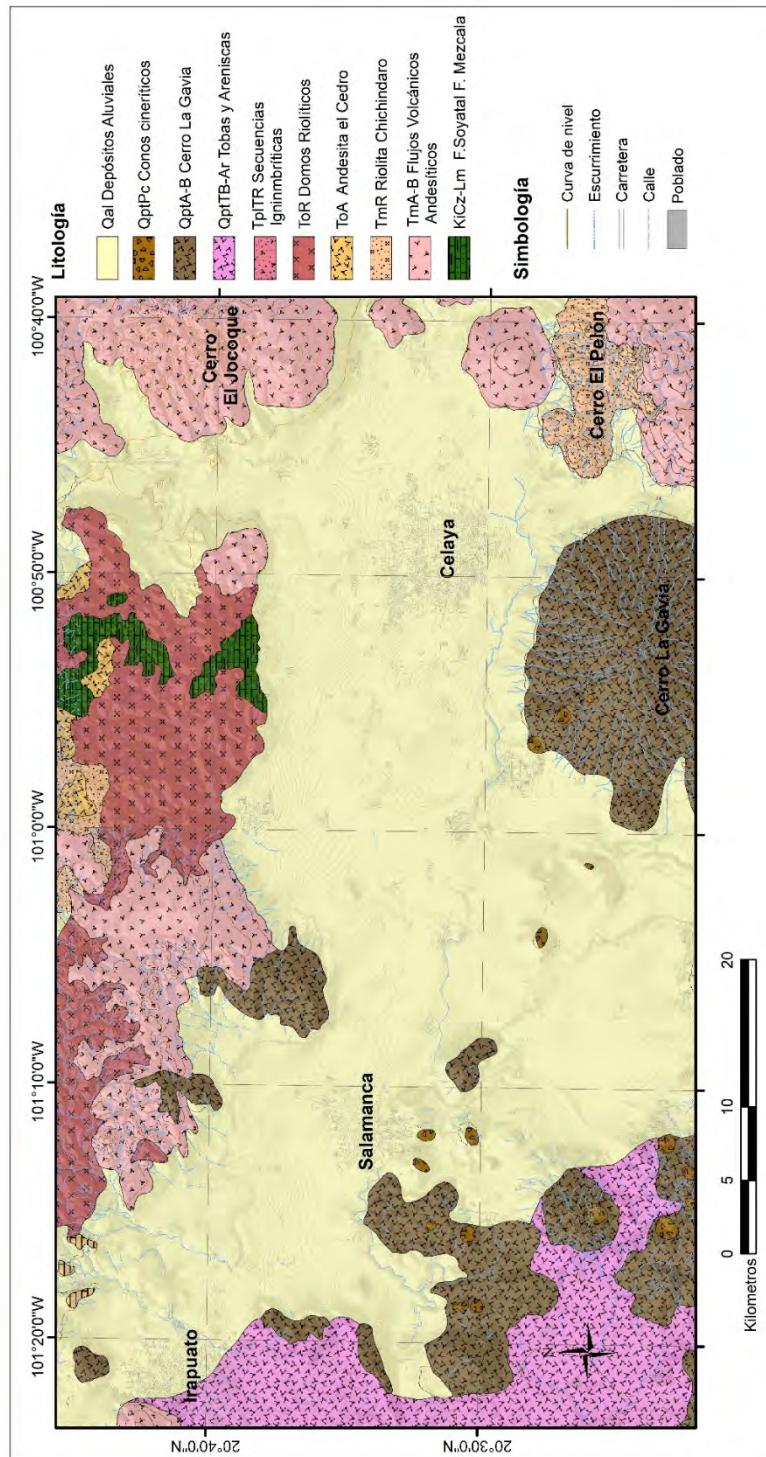 101°20'0"W
101°10'0"W
101°0'0"W
100°50'0"W
100°40'0"W
20°40'0"N
20°30'0"N
Irapuato
Salamanca
Celaya
Cerro
El Jocoque
Cerro El Pelón
Cerro La Gavia
N
Litología
Qal Depósitos Aluviales
QptPc Conos cineríticos
QptA-B Cerro La Gavia
QptTB-Ar Tobas y Areniscas
TplTR Secuencias
Igninmbríticas
ToR Domos Riolíticos
ToA Andesita el Cedro
TmR Riolita Chichindaro
TmA-B Flujos Volcánicos
Andesíticos
KiCz-Lm F.Soyatal F. Mezcala
Simbología
Curva de nivel
Escurrimiento
Carretera
Calle
Poblado
0 5 10 20
Kilometros